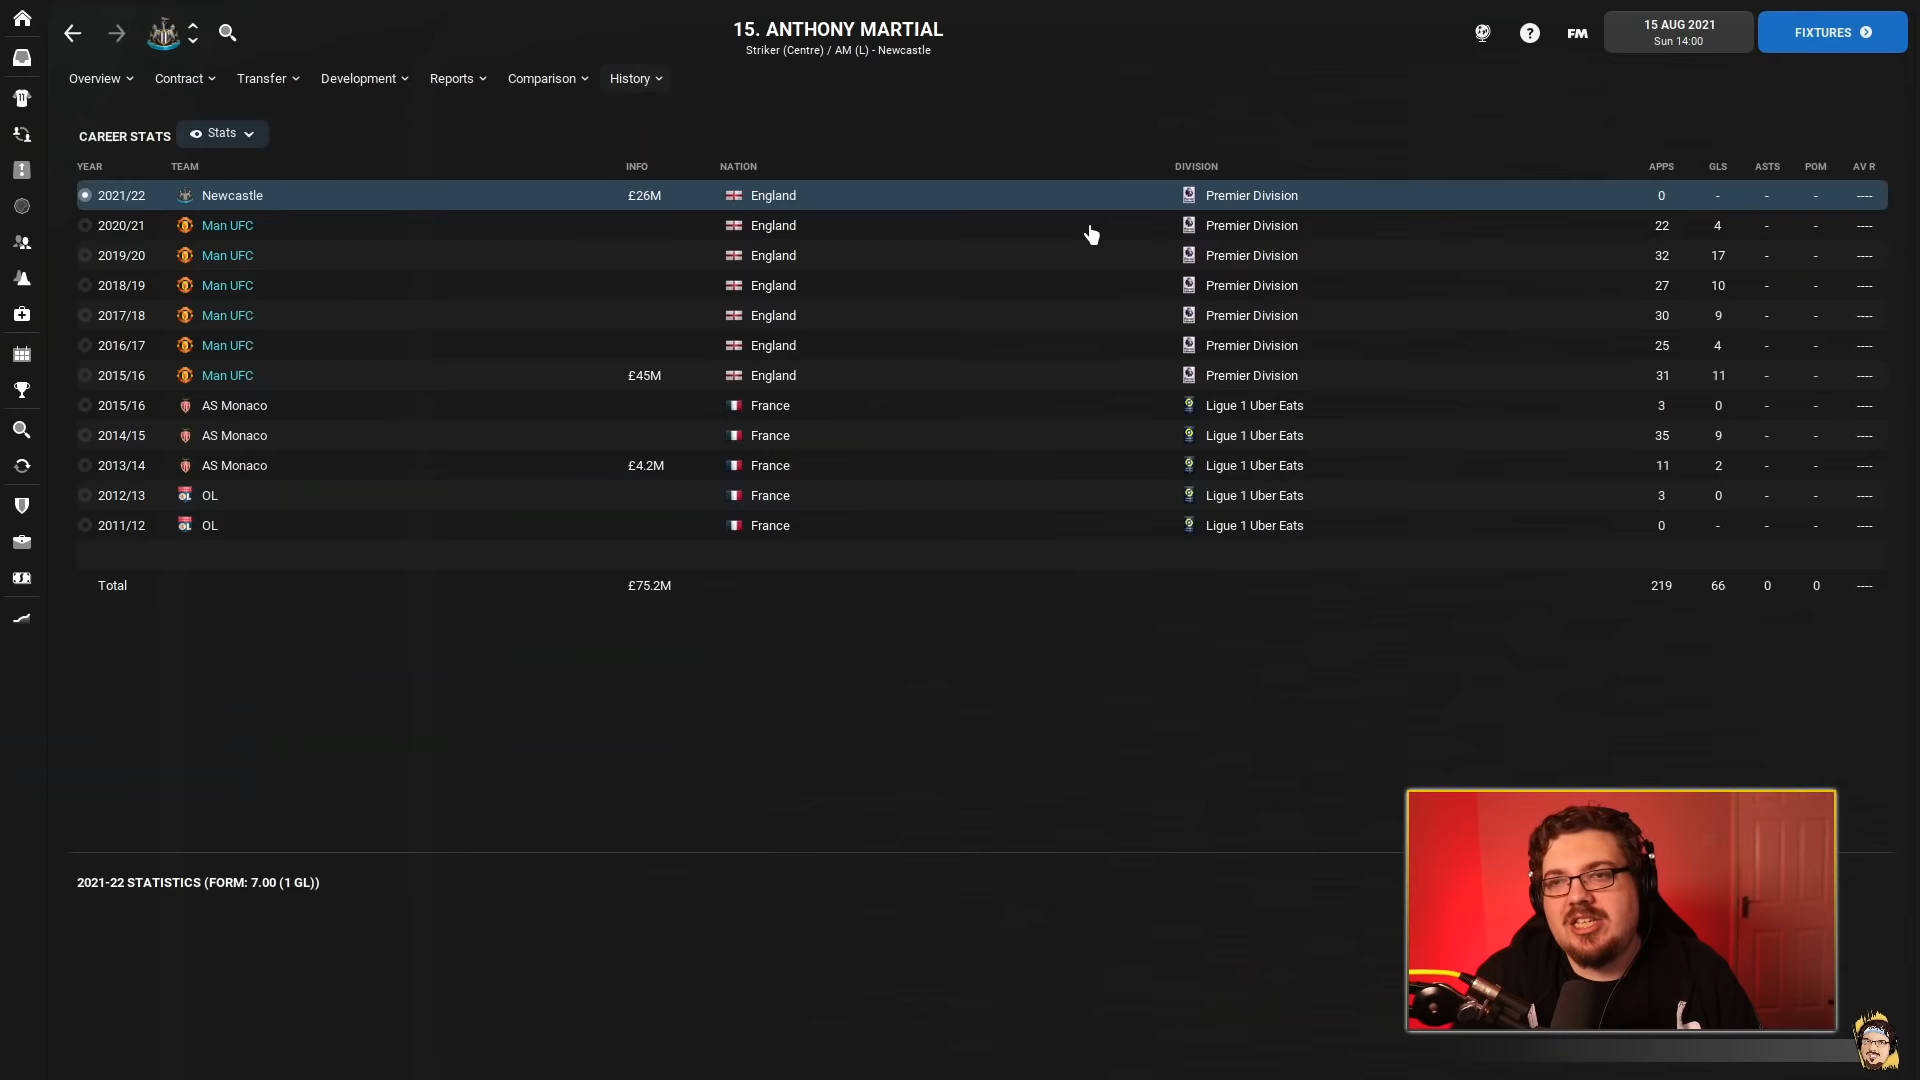 15. ANTHONY MARTIAL
Striker (Centre) / AM (L) - Newcastle
FM
15 AUG 2021
Sun 14:00
FIXTURES
Overview Contract Transfer Development Reports Comparison History
CAREER STATS Stats
YEAR TEAM INFO NATION DIVISION APPS GLS ASTS POM AV R
2021/22 Newcastle £26M England Premier Division 0 - - - ----
2020/21 Man UFC England Premier Division 22 4 - - ----
2019/20 Man UFC England Premier Division 32 17 - - ----
2018/19 Man UFC England Premier Division 27 10 - - ----
2017/18 Man UFC England Premier Division 30 9 - - ----
2016/17 Man UFC England Premier Division 25 4 - - ----
2015/16 Man UFC £45M England Premier Division 31 11 - - ----
2015/16 AS Monaco France Ligue 1 Uber Eats 3 0 - - ----
2014/15 AS Monaco France Ligue 1 Uber Eats 35 9 - - ----
2013/14 AS Monaco £4.2M France Ligue 1 Uber Eats 11 2 - - ----
2012/13 OL France Ligue 1 Uber Eats 3 0 - - ----
2011/12 OL France Ligue 1 Uber Eats 0 - - - ----
Total £75.2M 219 66 0 0 ----
2021-22 STATISTICS (FORM: 7.00 (1 GL))